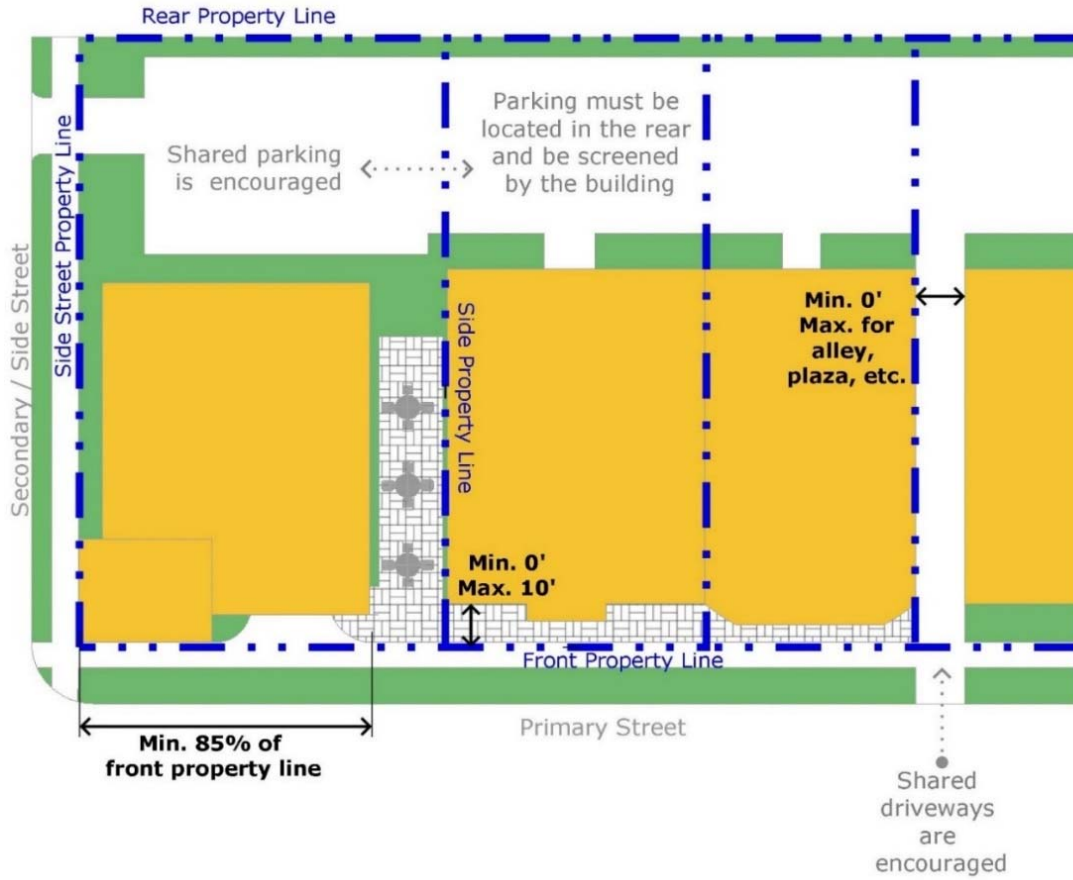 Rear Property Line
Parking must be
located in the rear
and be screened
by the building
Shared parking
is encouraged
Side Street Property Line
Secondary / Side Street
Side Property Line
Min. 0'
Max. for
alley,
plaza, etc.
Min. 0'
Max. 10'
Front Property Line
Primary Street
Min. 85% of
front property line
Shared
driveways
are
encouraged